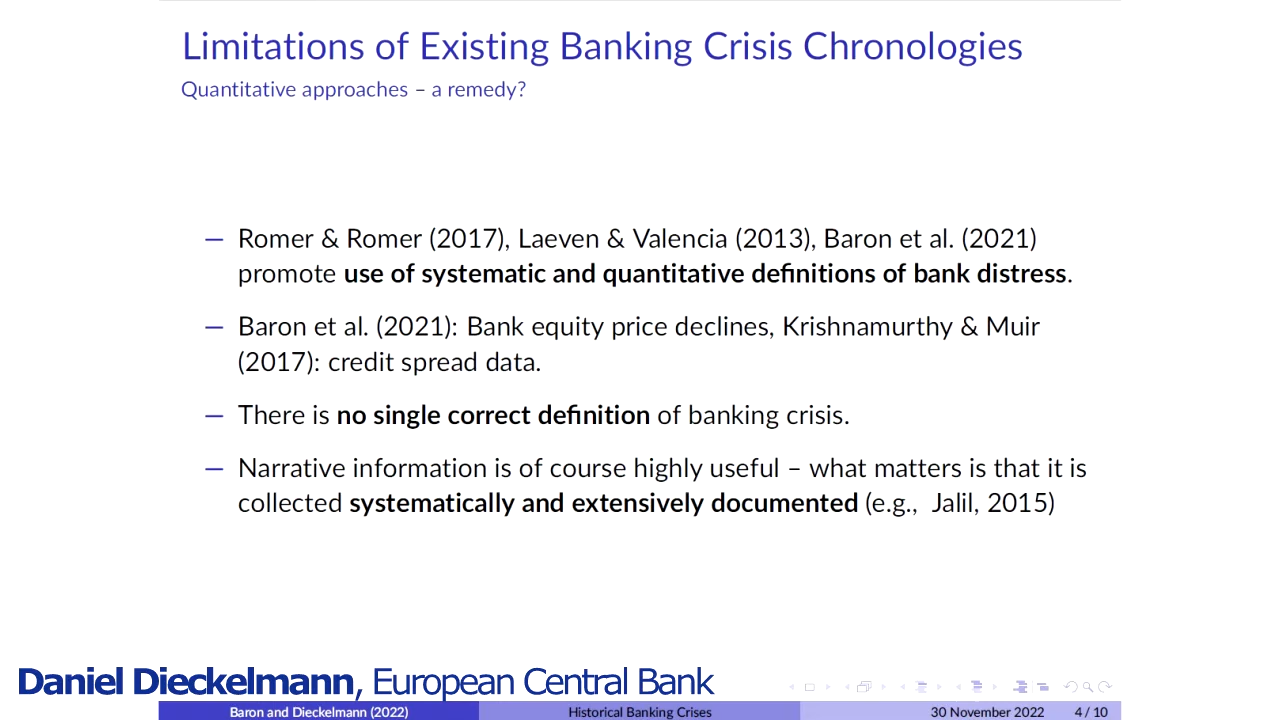 Limitations of Existing Banking Crisis Chronologies
Quantitative approaches – a remedy?
— Romer & Romer (2017), Laeven & Valencia (2013), Baron et al. (2021)
promote use of systematic and quantitative definitions of bank distress.
— Baron et al. (2021): Bank equity price declines, Krishnamurthy & Muir
(2017): credit spread data.
— There is no single correct definition of banking crisis.
— Narrative information is of course highly useful – what matters is that it is
collected systematically and extensively documented (e.g., Jalil, 2015)
Daniel Dieckelmann, European Central Bank
Baron and Dieckelmann (2022) Historical Banking Crises 30 November 2022 4 / 10